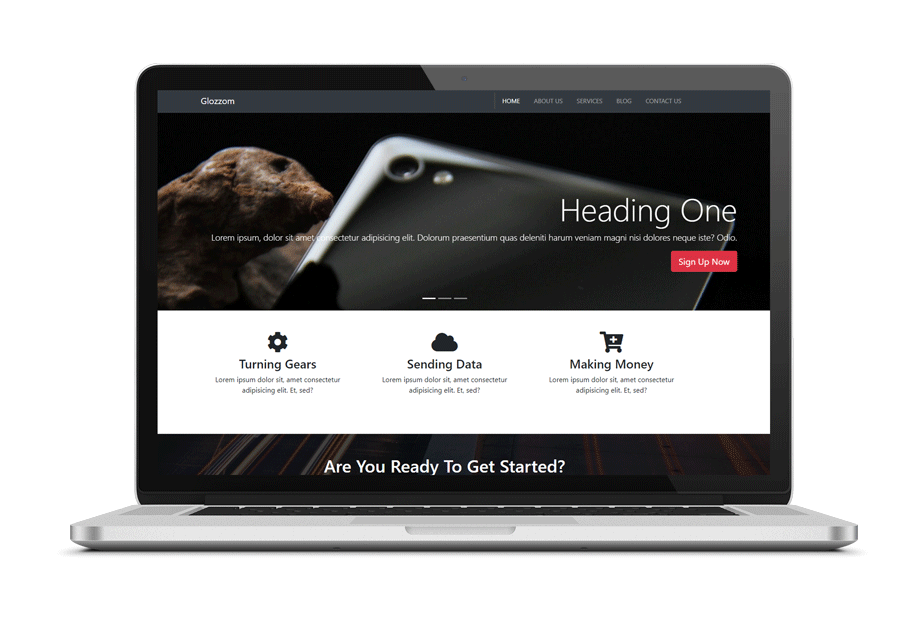 Glozzom
HOME ABOUT US SERVICES BLOG CONTACT US
Heading One
Lorem ipsum, dolor sit amet consectetur adipisicing elit. Dolorum praesentium quas deleniti harum veniam magni nisi dolores neque iste? Odio.
Sign Up Now
Turning Gears
Lorem ipsum dolor sit, amet consectetur
adipisicing elit. Et, sed?
Sending Data
Lorem ipsum dolor sit, amet consectetur
adipisicing elit. Et, sed?
Making Money
Lorem ipsum dolor sit, amet consectetur
adipisicing elit. Et, sed?
Are You Ready To Get Started?